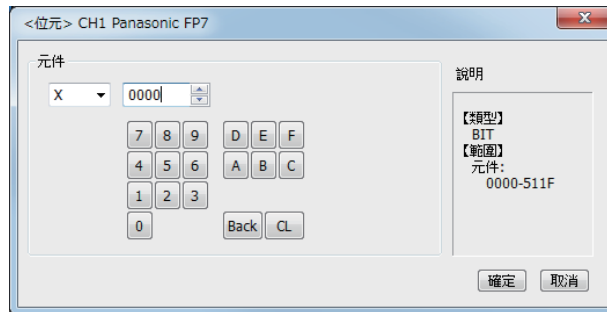 <位元> CH1 Panasonic FP7
元件
X
0000
7 8 9 D E F
4 5 6 A B C
1 2 3
0 Back CL
說明
【類型】
BIT
【範圍】
元件:
0000-511F
確定 取消